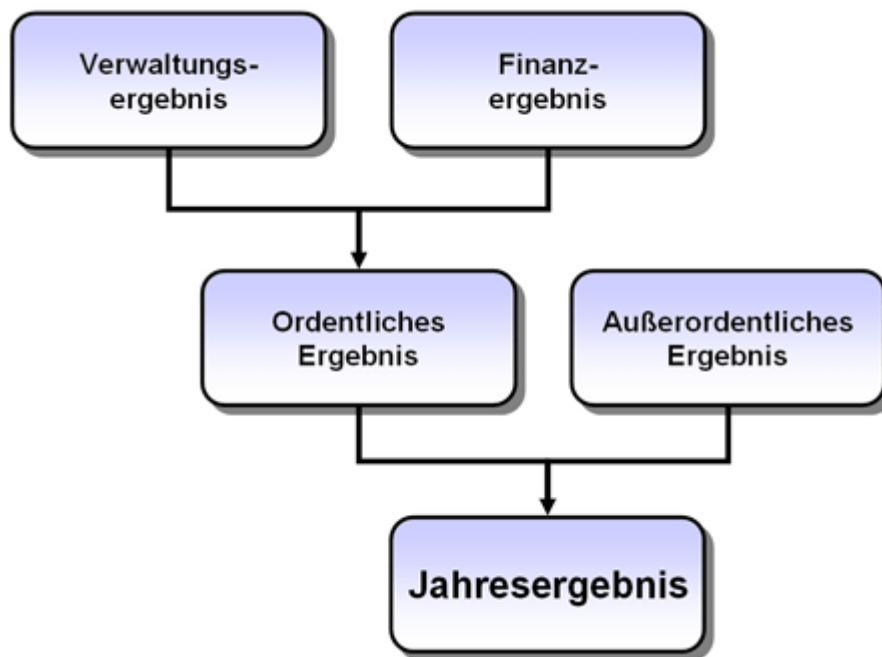 Verwaltungs-
ergebnis
Finanz-
ergebnis
Ordentliches
Ergebnis
Außerordentliches
Ergebnis
Jahresergebnis